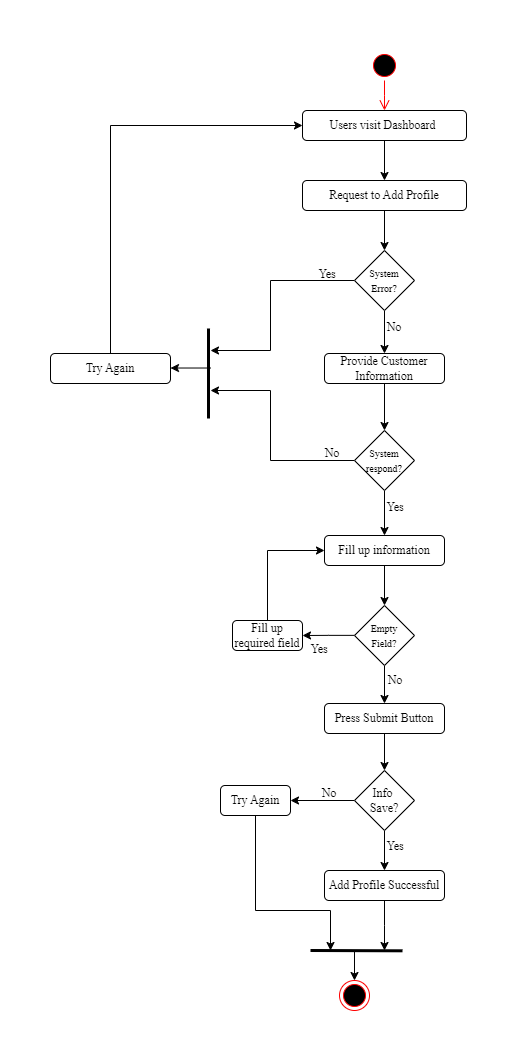 Users visit Dashboard
Request to Add Profile
Yes
System
Error?
No
Try Again
Provide Customer
Information
No
System
respond?
Yes
Fill up information
Fill up
required field
Yes
Empty
Field?
No
Press Submit Button
Try Again
No
Info
Save?
Yes
Add Profile Successful